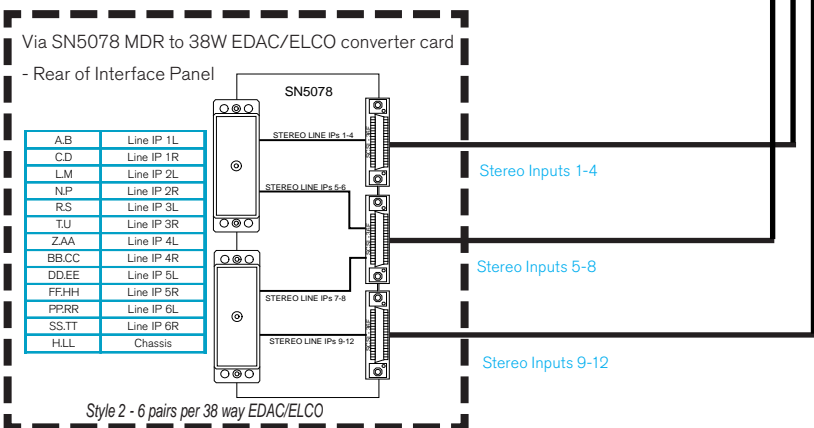 Via SN5078 MDR to 38W EDAC/ELCO converter card
- Rear of Interface Panel
SN5078
STEREO LINE IPs 1-4
A.B Line IP 1L
C.D Line IP 1R
L.M Line IP 2L
N.P Line IP 2R
R.S Line IP 3L
T.U Line IP 3R
Z.AA Line IP 4L
BB.CC Line IP 4R
DD.EE Line IP 5L
FF.HH Line IP 5R
PP.RR Line IP 6L
SS.TT Line IP 6R
H.LL Chassis
Stereo Inputs 1-4
STEREO LINE IPs 5-6
Stereo Inputs 5-8
STEREO LINE IPs 7-8
STEREO LINE IPs 9-12
Stereo Inputs 9-12
Style 2 - 6 pairs per 38 way EDAC/ELCO